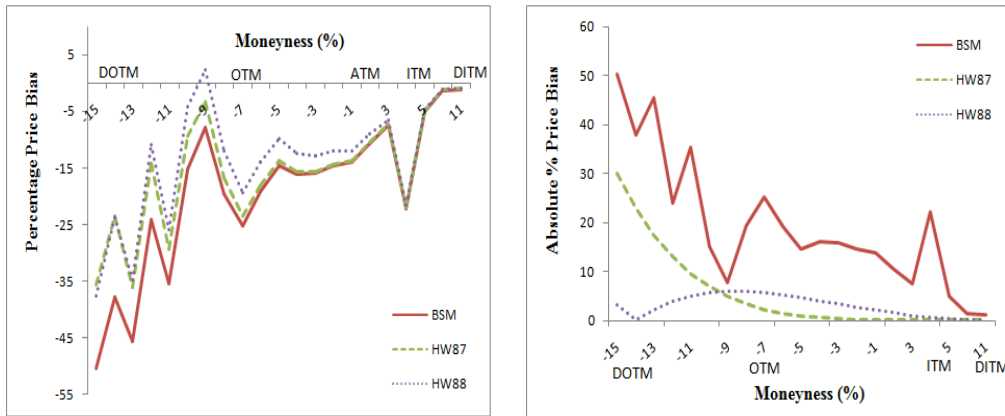 Moneyness (%)
DOTM OTM ATM ITM DITM
5
-5
-15
-25
-35
-45
-55
-15 -13 -11 -9 -7 -5 -3 -1 3 5 11
Percentage Price Bias
BSM
HW87
HW88
60
50
40
30
20
10
0
Absolute % Price Bias
BSM
HW87
HW88
-15 -13 -11 -9 -7 -5 -3 -1 3 5 11
DOTM OTM ITM DITM
Moneyness (%)